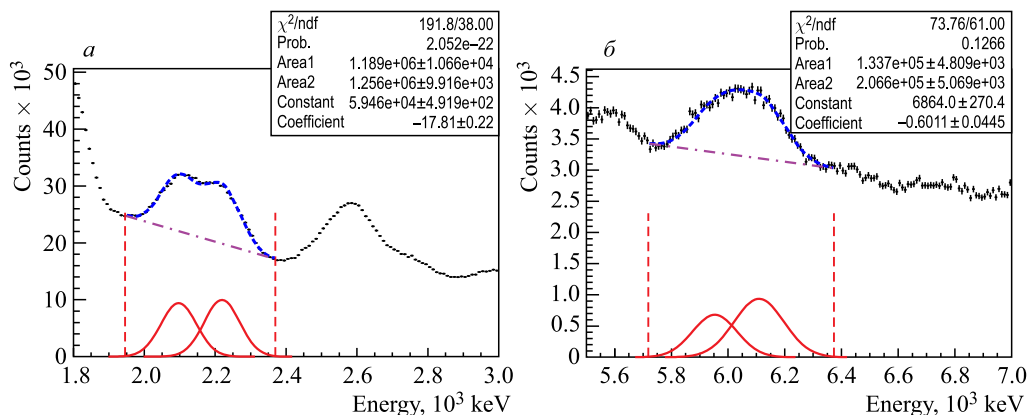 а
χ²/ndf 191.8/38.00
Prob. 2.052e−22
Area1 1.189e+06±1.066e+04
Area2 1.256e+06±9.916e+03
Constant 5.946e+04±4.919e+02
Coefficient −17.81±0.22
Counts × 10³
50
40
30
20
10
0
1.8 2.0 2.2 2.4 2.6 2.8 3.0
Energy, 10³ keV
б
χ²/ndf 73.76/61.00
Prob. 0.1266
Area1 1.337e+05±4.809e+03
Area2 2.066e+05±5.069e+03
Constant 6864.0±270.4
Coefficient −0.6011±0.0445
Counts × 10³
4.5
4.0
3.5
3.0
2.5
2.0
1.5
1.0
0.5
0
5.6 5.8 6.0 6.2 6.4 6.6 6.8 7.0
Energy, 10³ keV